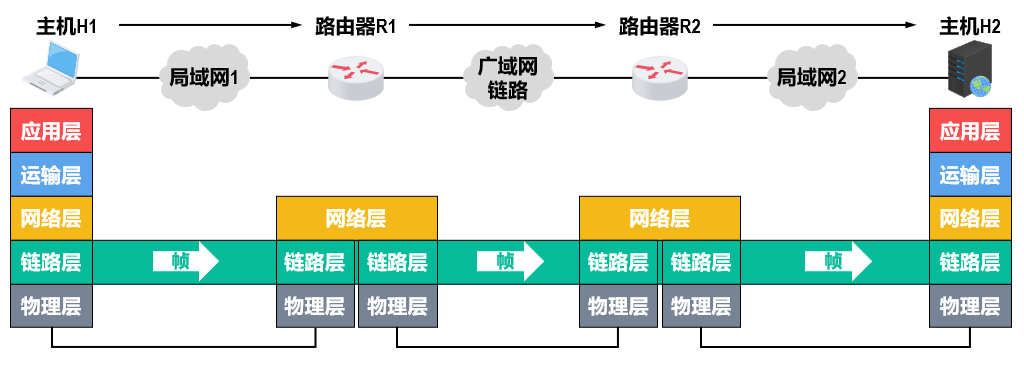 主机H1
路由器R1
路由器R2
主机H2
局域网1
广域网
链路
局域网2
应用层
应用层
运输层
运输层
网络层
网络层
网络层
网络层
链路层
帧
链路层
链路层
帧
链路层
链路层
帧
链路层
物理层
物理层
物理层
物理层
物理层
物理层